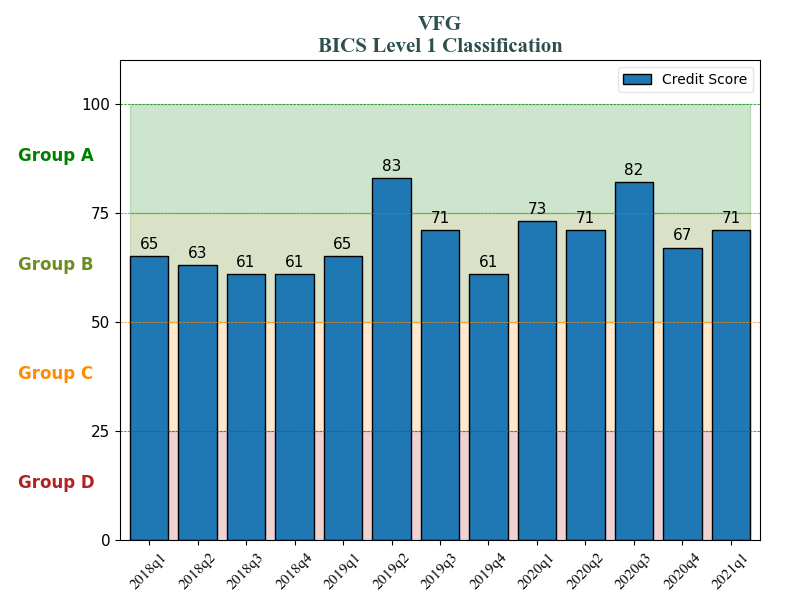 VFG
BICS Level 1 Classification
Credit Score
100
Group A
83
82
75
73
71
71
71
67
65
65
63
61
61
61
Group B
50
Group C
25
Group D
0
2018q1
2018q2
2018q3
2018q4
2019q1
2019q2
2019q3
2019q4
2020q1
2020q2
2020q3
2020q4
2021q1